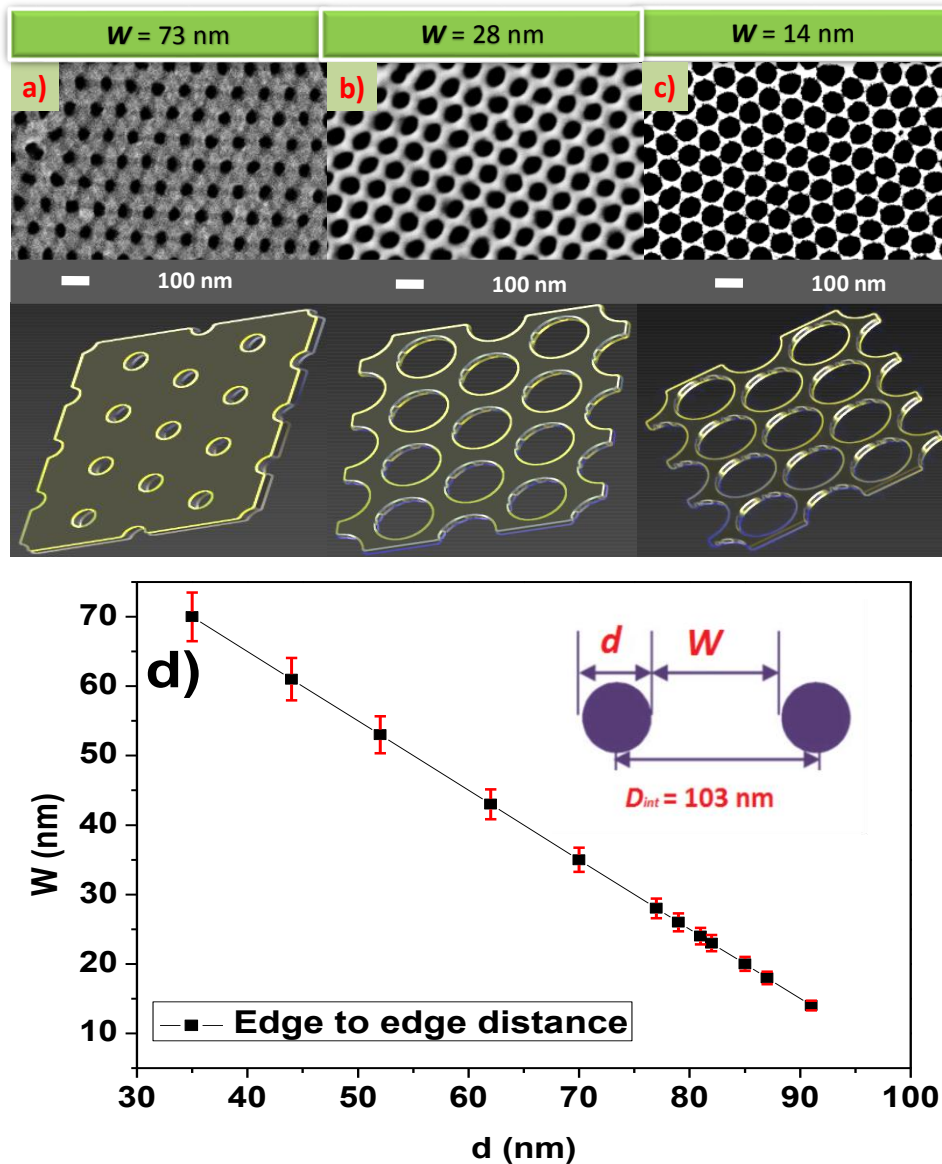 W = 73 nm
W = 28 nm
W = 14 nm
a)
b)
c)
100 nm
100 nm
100 nm
d)
d
W
Dint = 103 nm
Edge to edge distance
W (nm)
70
60
50
40
30
20
10
30
40
50
60
70
80
90
100
d (nm)